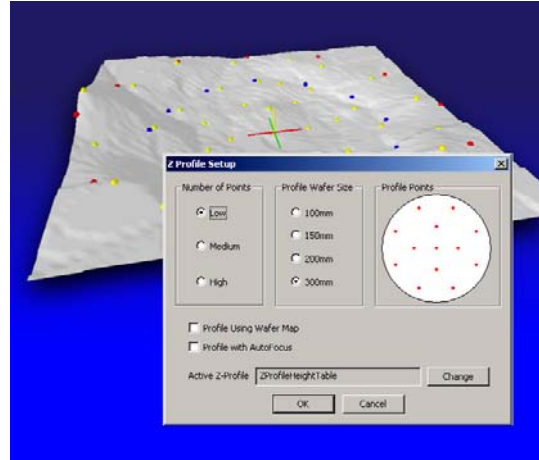 Z Profile Setup
Number of Points
Low
Medium
High
Profile Wafer Size
100mm
150mm
200mm
300mm
Profile Points
Profile Using Wafer Map
Profile with AutoFocus
Active Z-Profile ZProfileHeightTable Change
OK Cancel